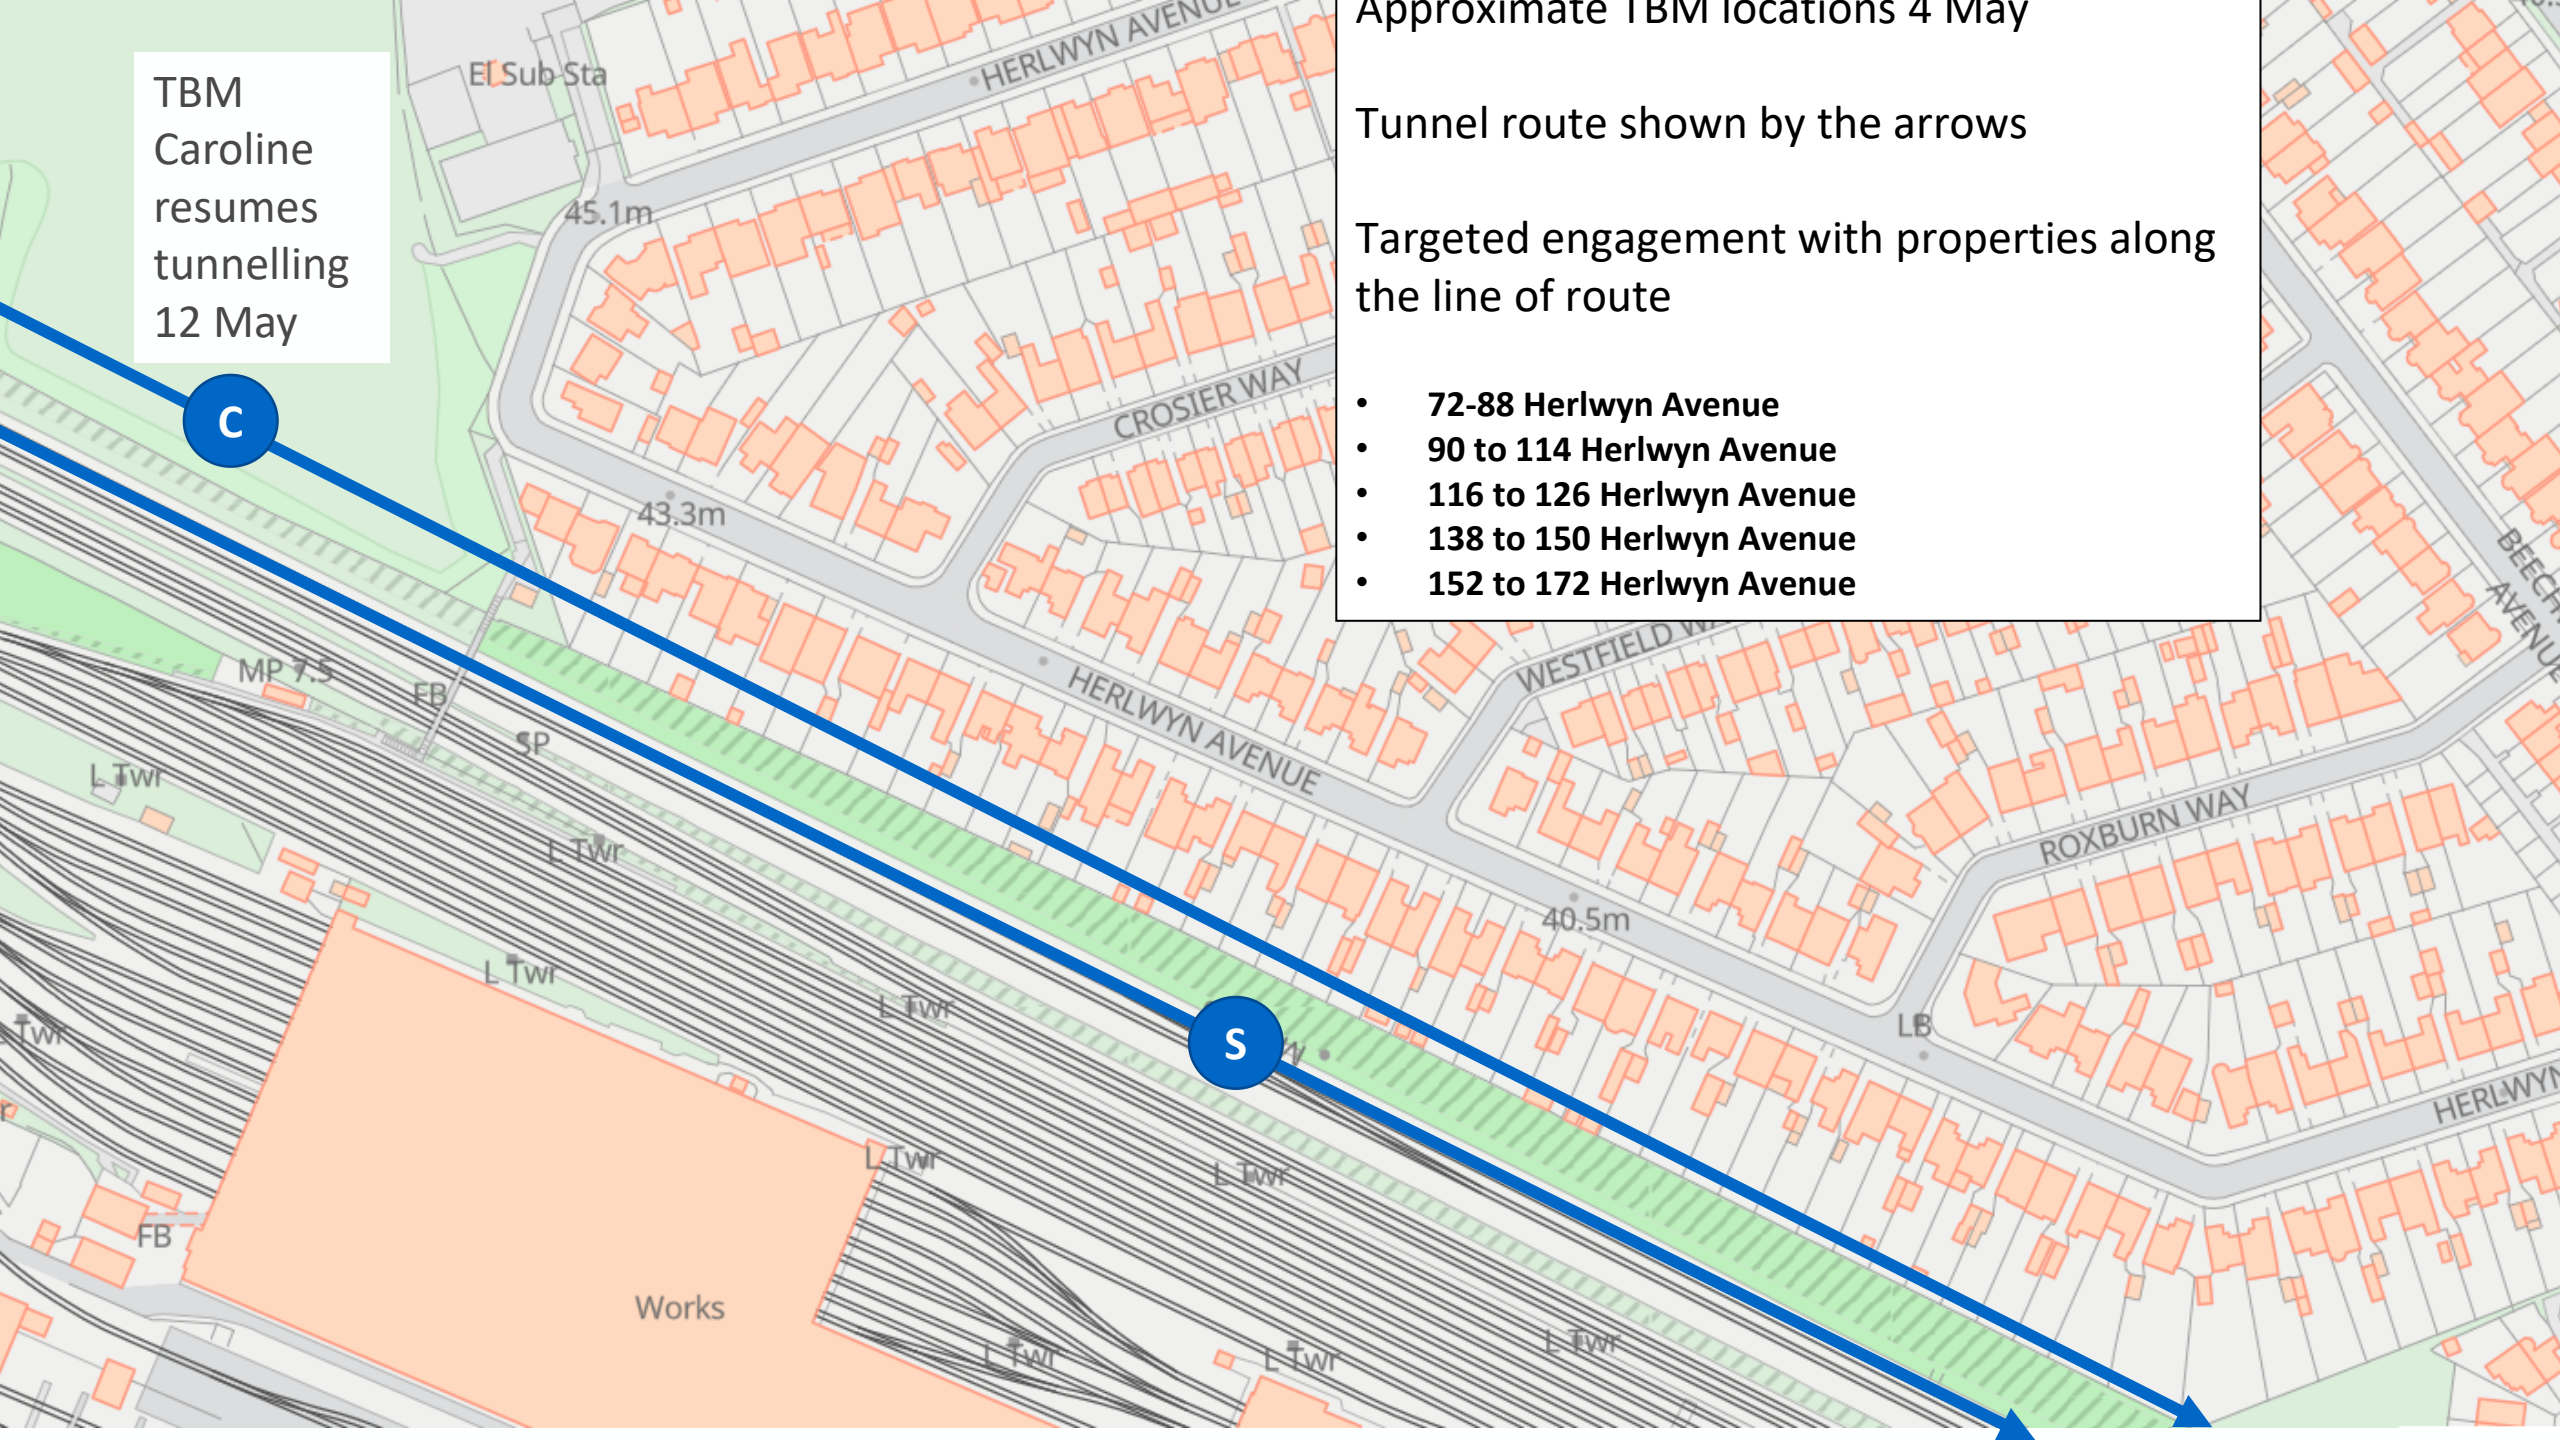 Approximate TBM locations 4 May
Tunnel route shown by the arrows
Targeted engagement with properties along
the line of route
• 72-88 Herlwyn Avenue
• 90 to 114 Herlwyn Avenue
• 116 to 126 Herlwyn Avenue
• 138 to 150 Herlwyn Avenue
• 152 to 172 Herlwyn Avenue
TBM
Caroline
resumes
tunnelling
12 May
El Sub Sta
HERLWYN AVENUE
45.1m
CROSIER WAY
C
43.3m
BEECH
AVENUE
WESTFIELD
MP 7.5
FB
HERLWYN AVENUE
SP
L Twr
L Twr
ROXBURN WAY
40.5m
L Twr
L Twr
Twr
LB
S
HERLWYN
L Twr
L Twr
FB
Works
L Twr
L Twr
L Twr